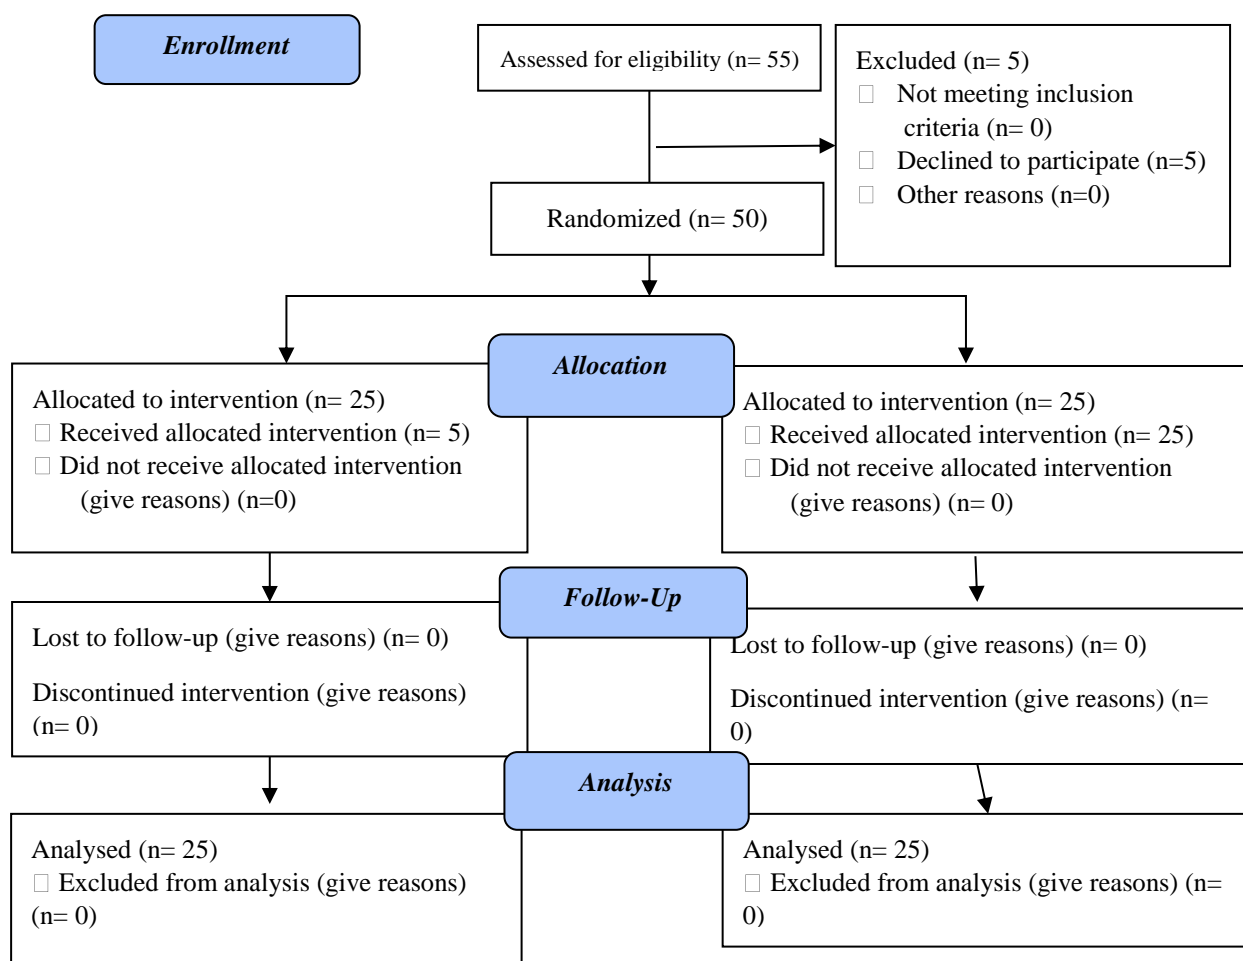 Enrollment
Assessed for eligibility (n= 55)
Excluded (n= 5)
Not meeting inclusion
criteria (n= 0)
Declined to participate (n=5)
Other reasons (n=0)
Randomized (n= 50)
Allocation
Allocated to intervention (n= 25)
Received allocated intervention (n= 5)
Did not receive allocated intervention
(give reasons) (n=0)
Allocated to intervention (n= 25)
Received allocated intervention (n= 25)
Did not receive allocated intervention
(give reasons) (n= 0)
Follow-Up
Lost to follow-up (give reasons) (n= 0)
Discontinued intervention (give reasons)
(n= 0)
Lost to follow-up (give reasons) (n= 0)
Discontinued intervention (give reasons) (n=
0)
Analysis
Analysed (n= 25)
Excluded from analysis (give reasons)
(n= 0)
Analysed (n= 25)
Excluded from analysis (give reasons) (n=
0)